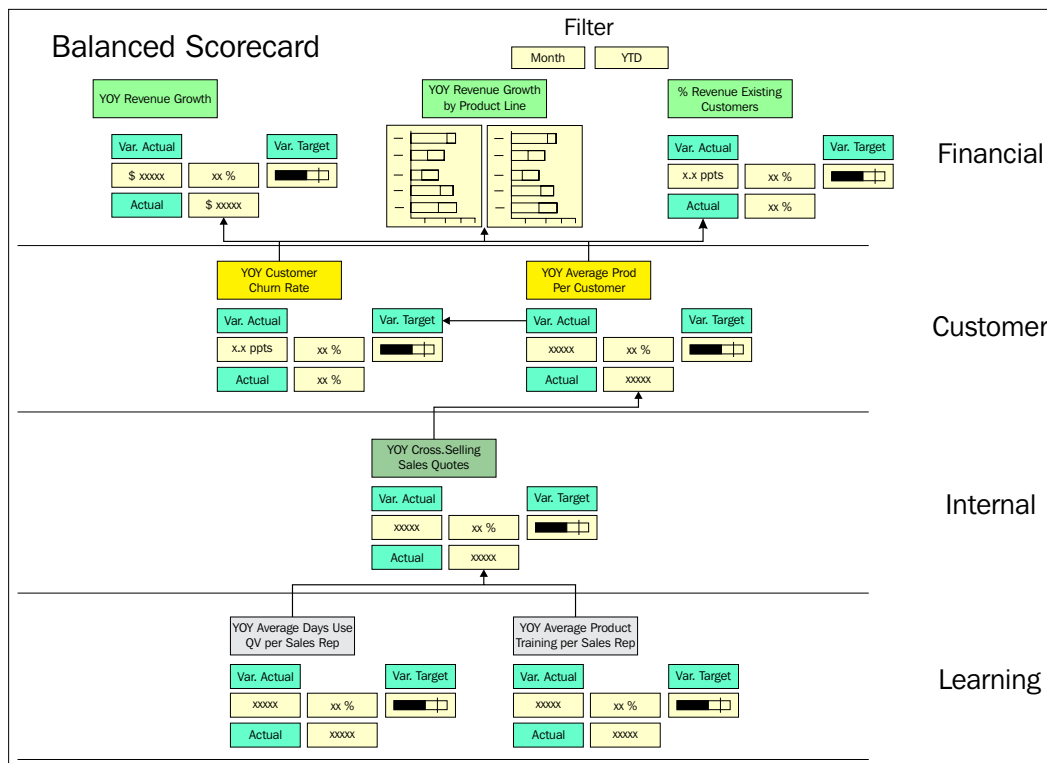 Balanced Scorecard
Filter
Month
YTD
YOY Revenue Growth
YOY Revenue Growth
by Product Line
% Revenue Existing
Customers
Financial
Var. Actual
Var. Target
$ xxxxx
xx %
Actual
$ xxxxx
Var. Actual
Var. Target
x.x ppts
xx %
Actual
xx %
YOY Customer
Churn Rate
YOY Average Prod
Per Customer
Customer
Var. Actual
Var. Target
x.x ppts
xx %
Actual
xx %
Var. Actual
Var. Target
xxxxx
xx %
Actual
xxxxx
YOY Cross.Selling
Sales Quotes
Internal
Var. Actual
Var. Target
xxxxx
xx %
Actual
xxxxx
YOY Average Days Use
QV per Sales Rep
YOY Average Product
Training per Sales Rep
Learning
Var. Actual
Var. Target
xxxxx
xx %
Actual
xxxxx
Var. Actual
Var. Target
xxxxx
xx %
Actual
xxxxx